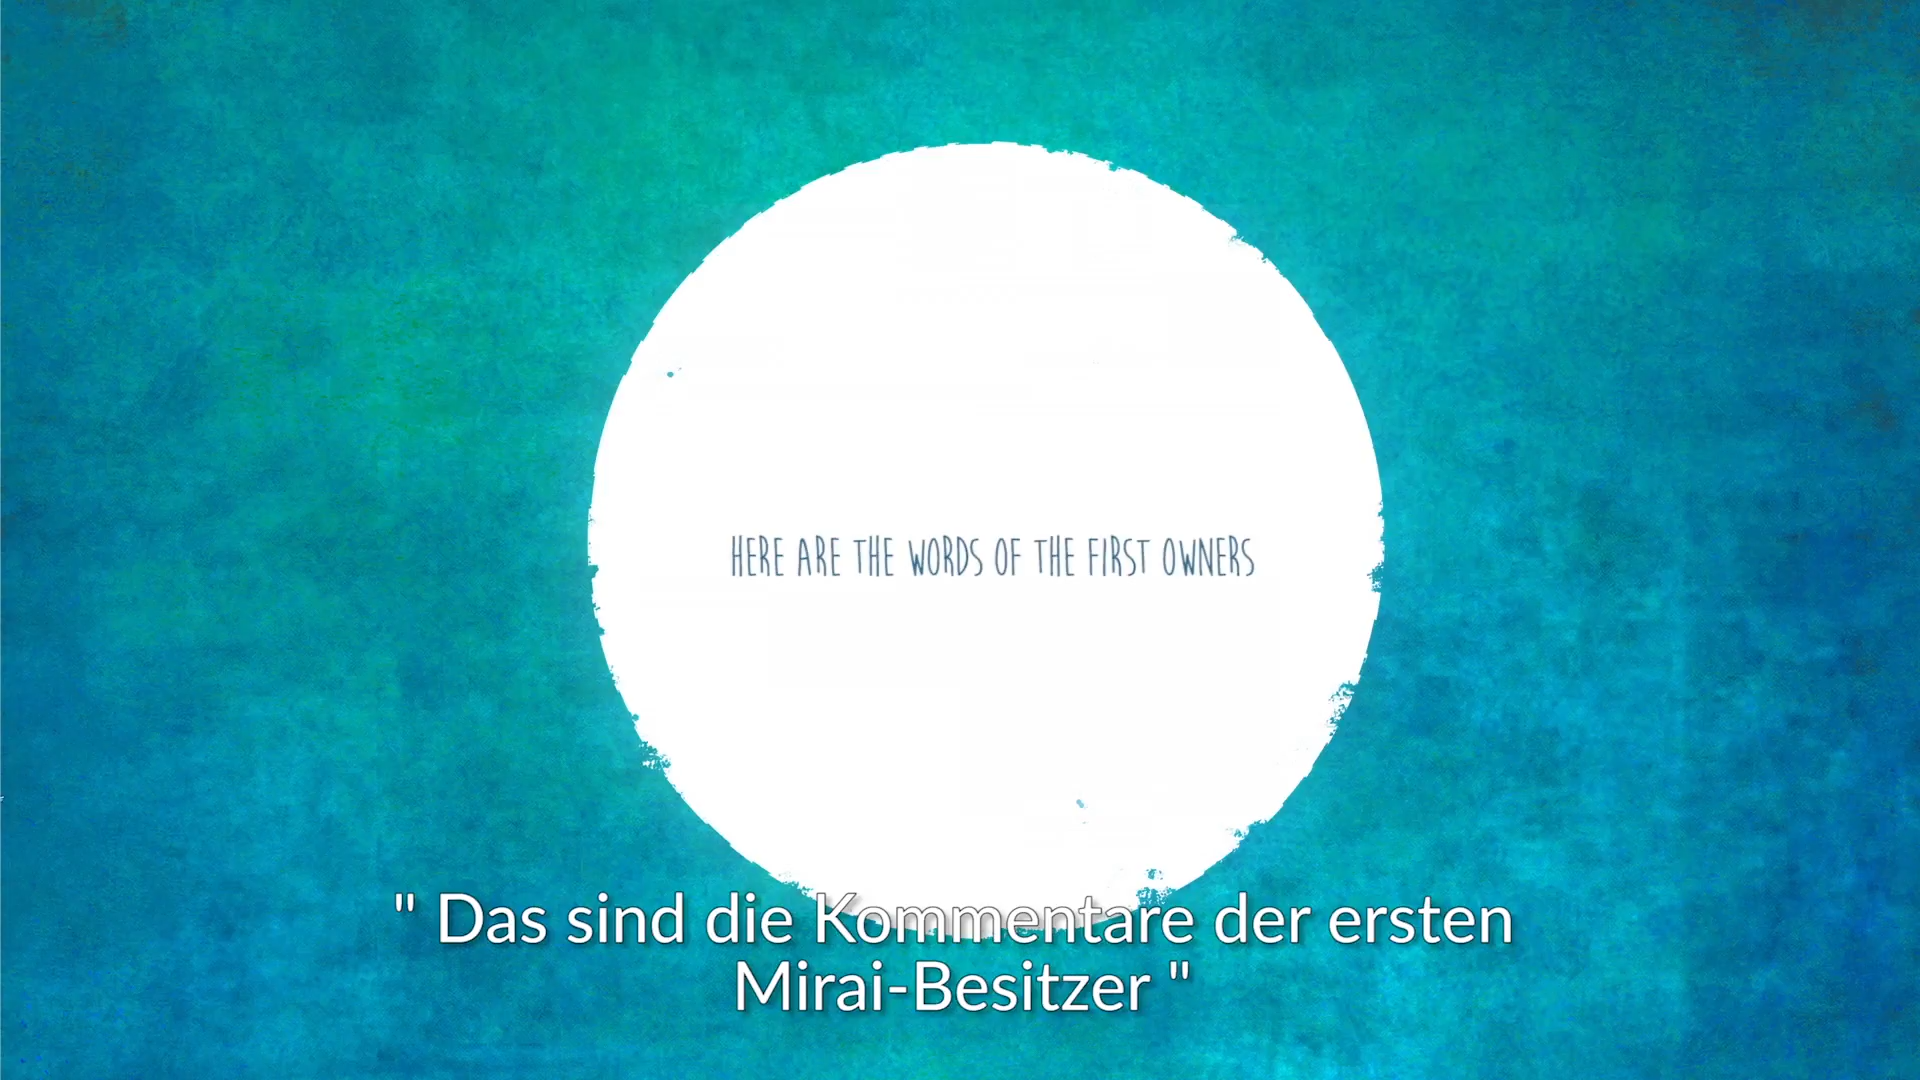 HERE ARE THE WORDS OF THE FIRST OWNERS
" Das sind die Kommentare der ersten
Mirai-Besitzer "